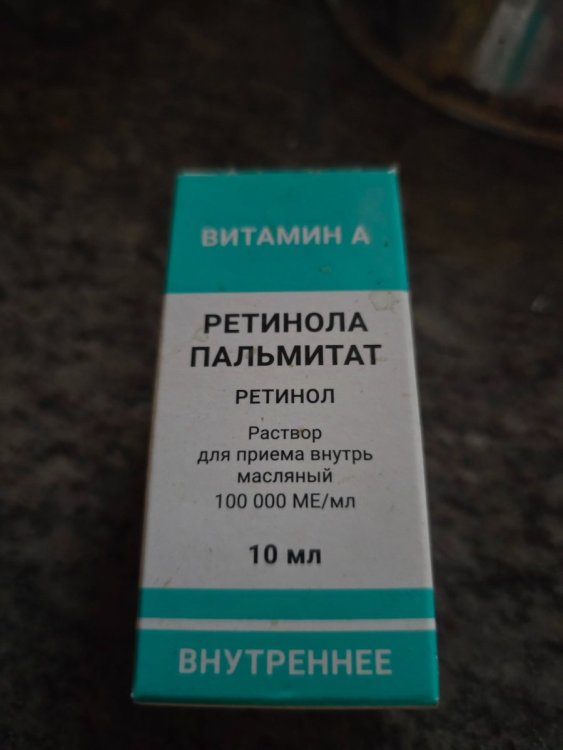 ВИТАМИН А
РЕТИНОЛА
ПАЛЬМИТАТ
РЕТИНОЛ
Раствор
для приема внутрь
масляный
100 000 МЕ/мл
10 мл
ВНУТРЕННЕЕ